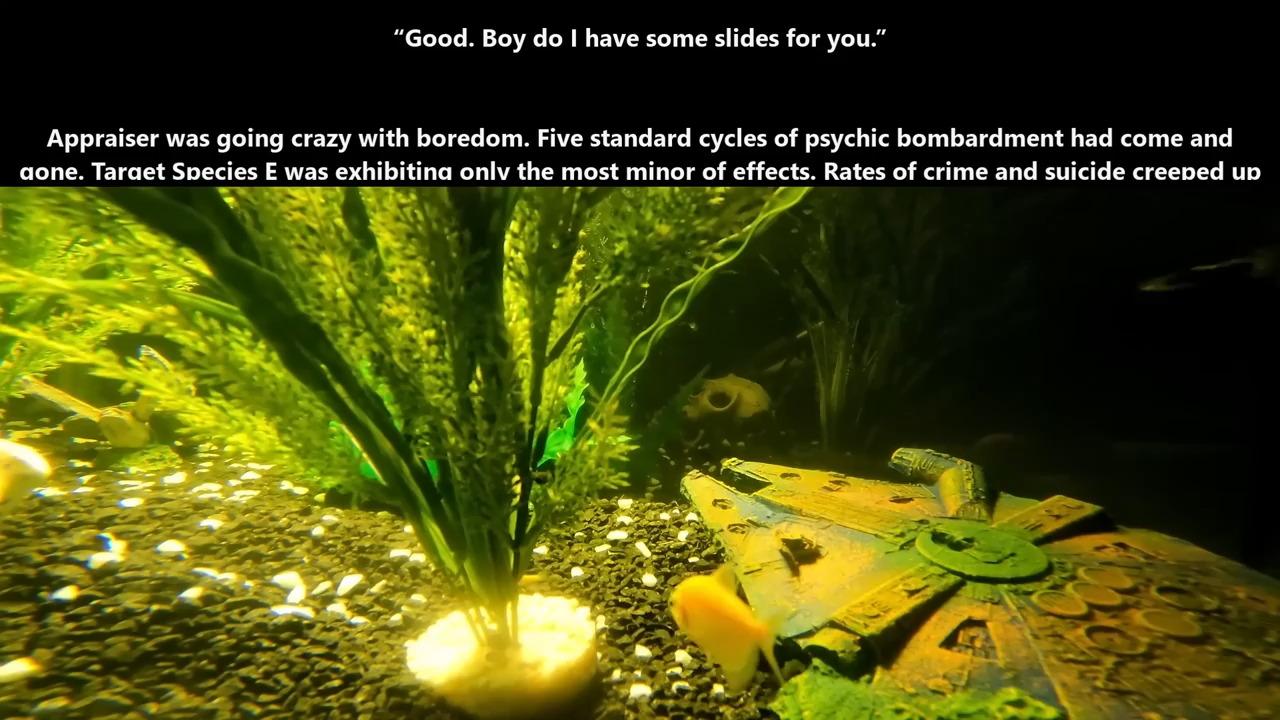 “Good. Boy do I have some slides for you.”
Appraiser was going crazy with boredom. Five standard cycles of psychic bombardment had come and
gone. Target Species E was exhibiting only the most minor of effects. Rates of crime and suicide creeped up